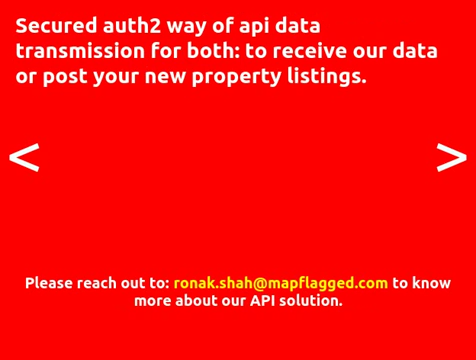 Secured auth2 way of api data
transmission for both: to receive our data
or post your new property listings.
< >
Please reach out to: ronak.shah@mapflagged.com to know
more about our API solution.